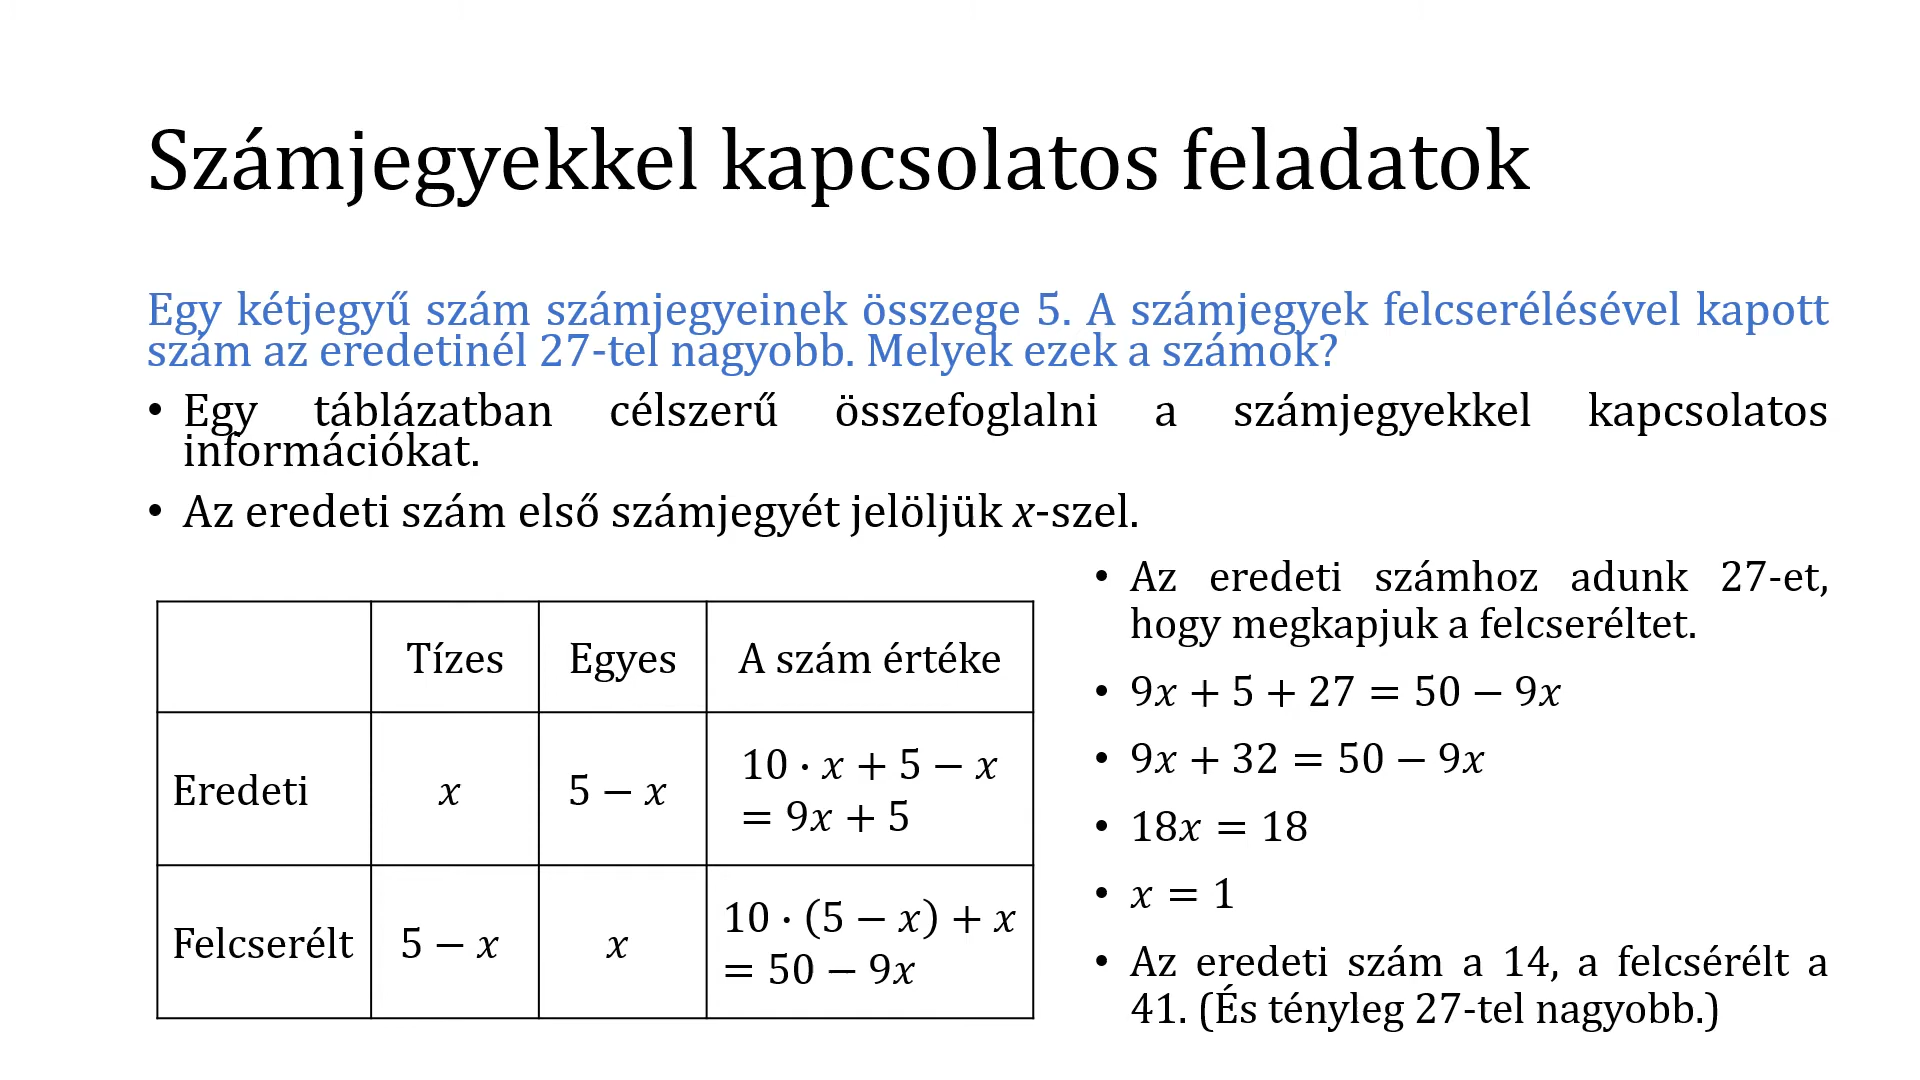 Számjegyekkel kapcsolatos feladatok
Egy kétjegyű szám számjegyeinek összege 5. A számjegyek felcserélésével kapott
szám az eredetinél 27-tel nagyobb. Melyek ezek a számok?
• Egy táblázatban célszerű összefoglalni a számjegyekkel kapcsolatos
információkat.
• Az eredeti szám első számjegyét jelöljük x-szel.
Tízes Egyes A szám értéke
Eredeti x 5 − x 10 · x + 5 − x
= 9x + 5
Felcserélt 5 − x x 10 · (5 − x) + x
= 50 − 9x
• Az eredeti számhoz adunk 27-et,
hogy megkapjuk a felcseréltet.
• 9x + 5 + 27 = 50 − 9x
• 9x + 32 = 50 − 9x
• 18x = 18
• x = 1
• Az eredeti szám a 14, a felcsérélt a
41. (És tényleg 27-tel nagyobb.)